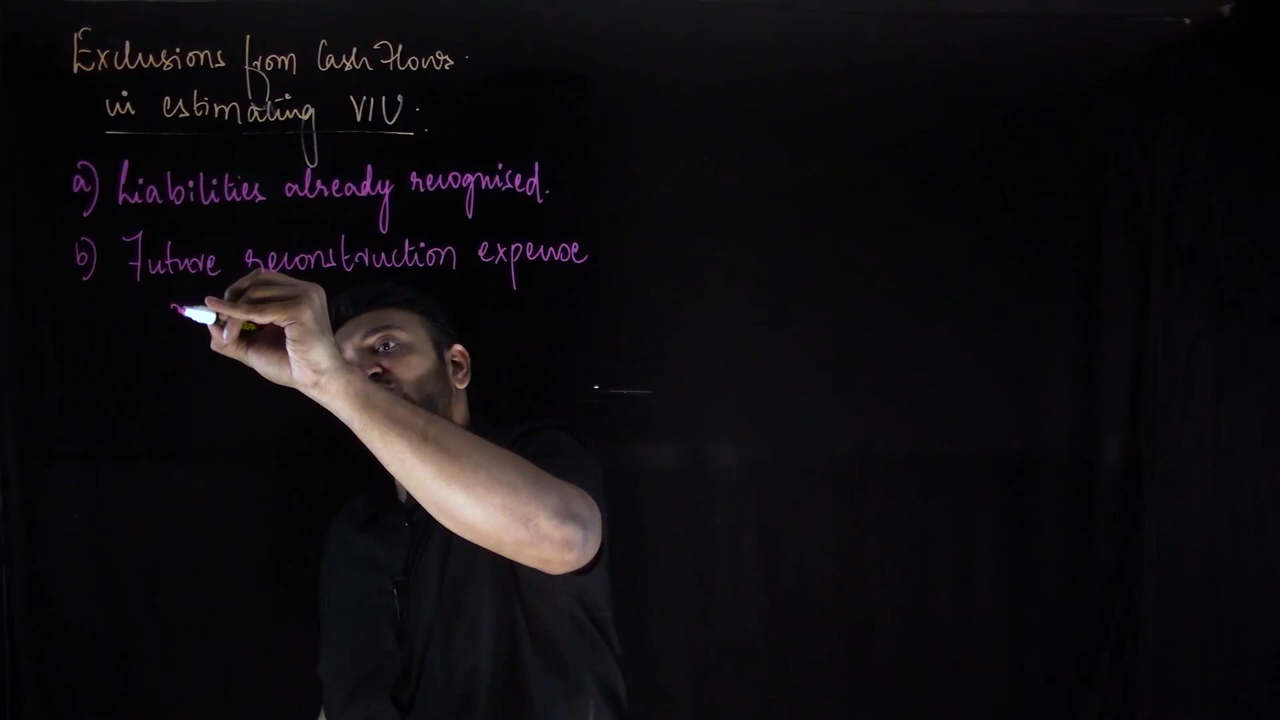 Exclusions from Cash Flows.
in estimating VIU.
a) Liabilities already recognised.
b) Future reconstruction expense